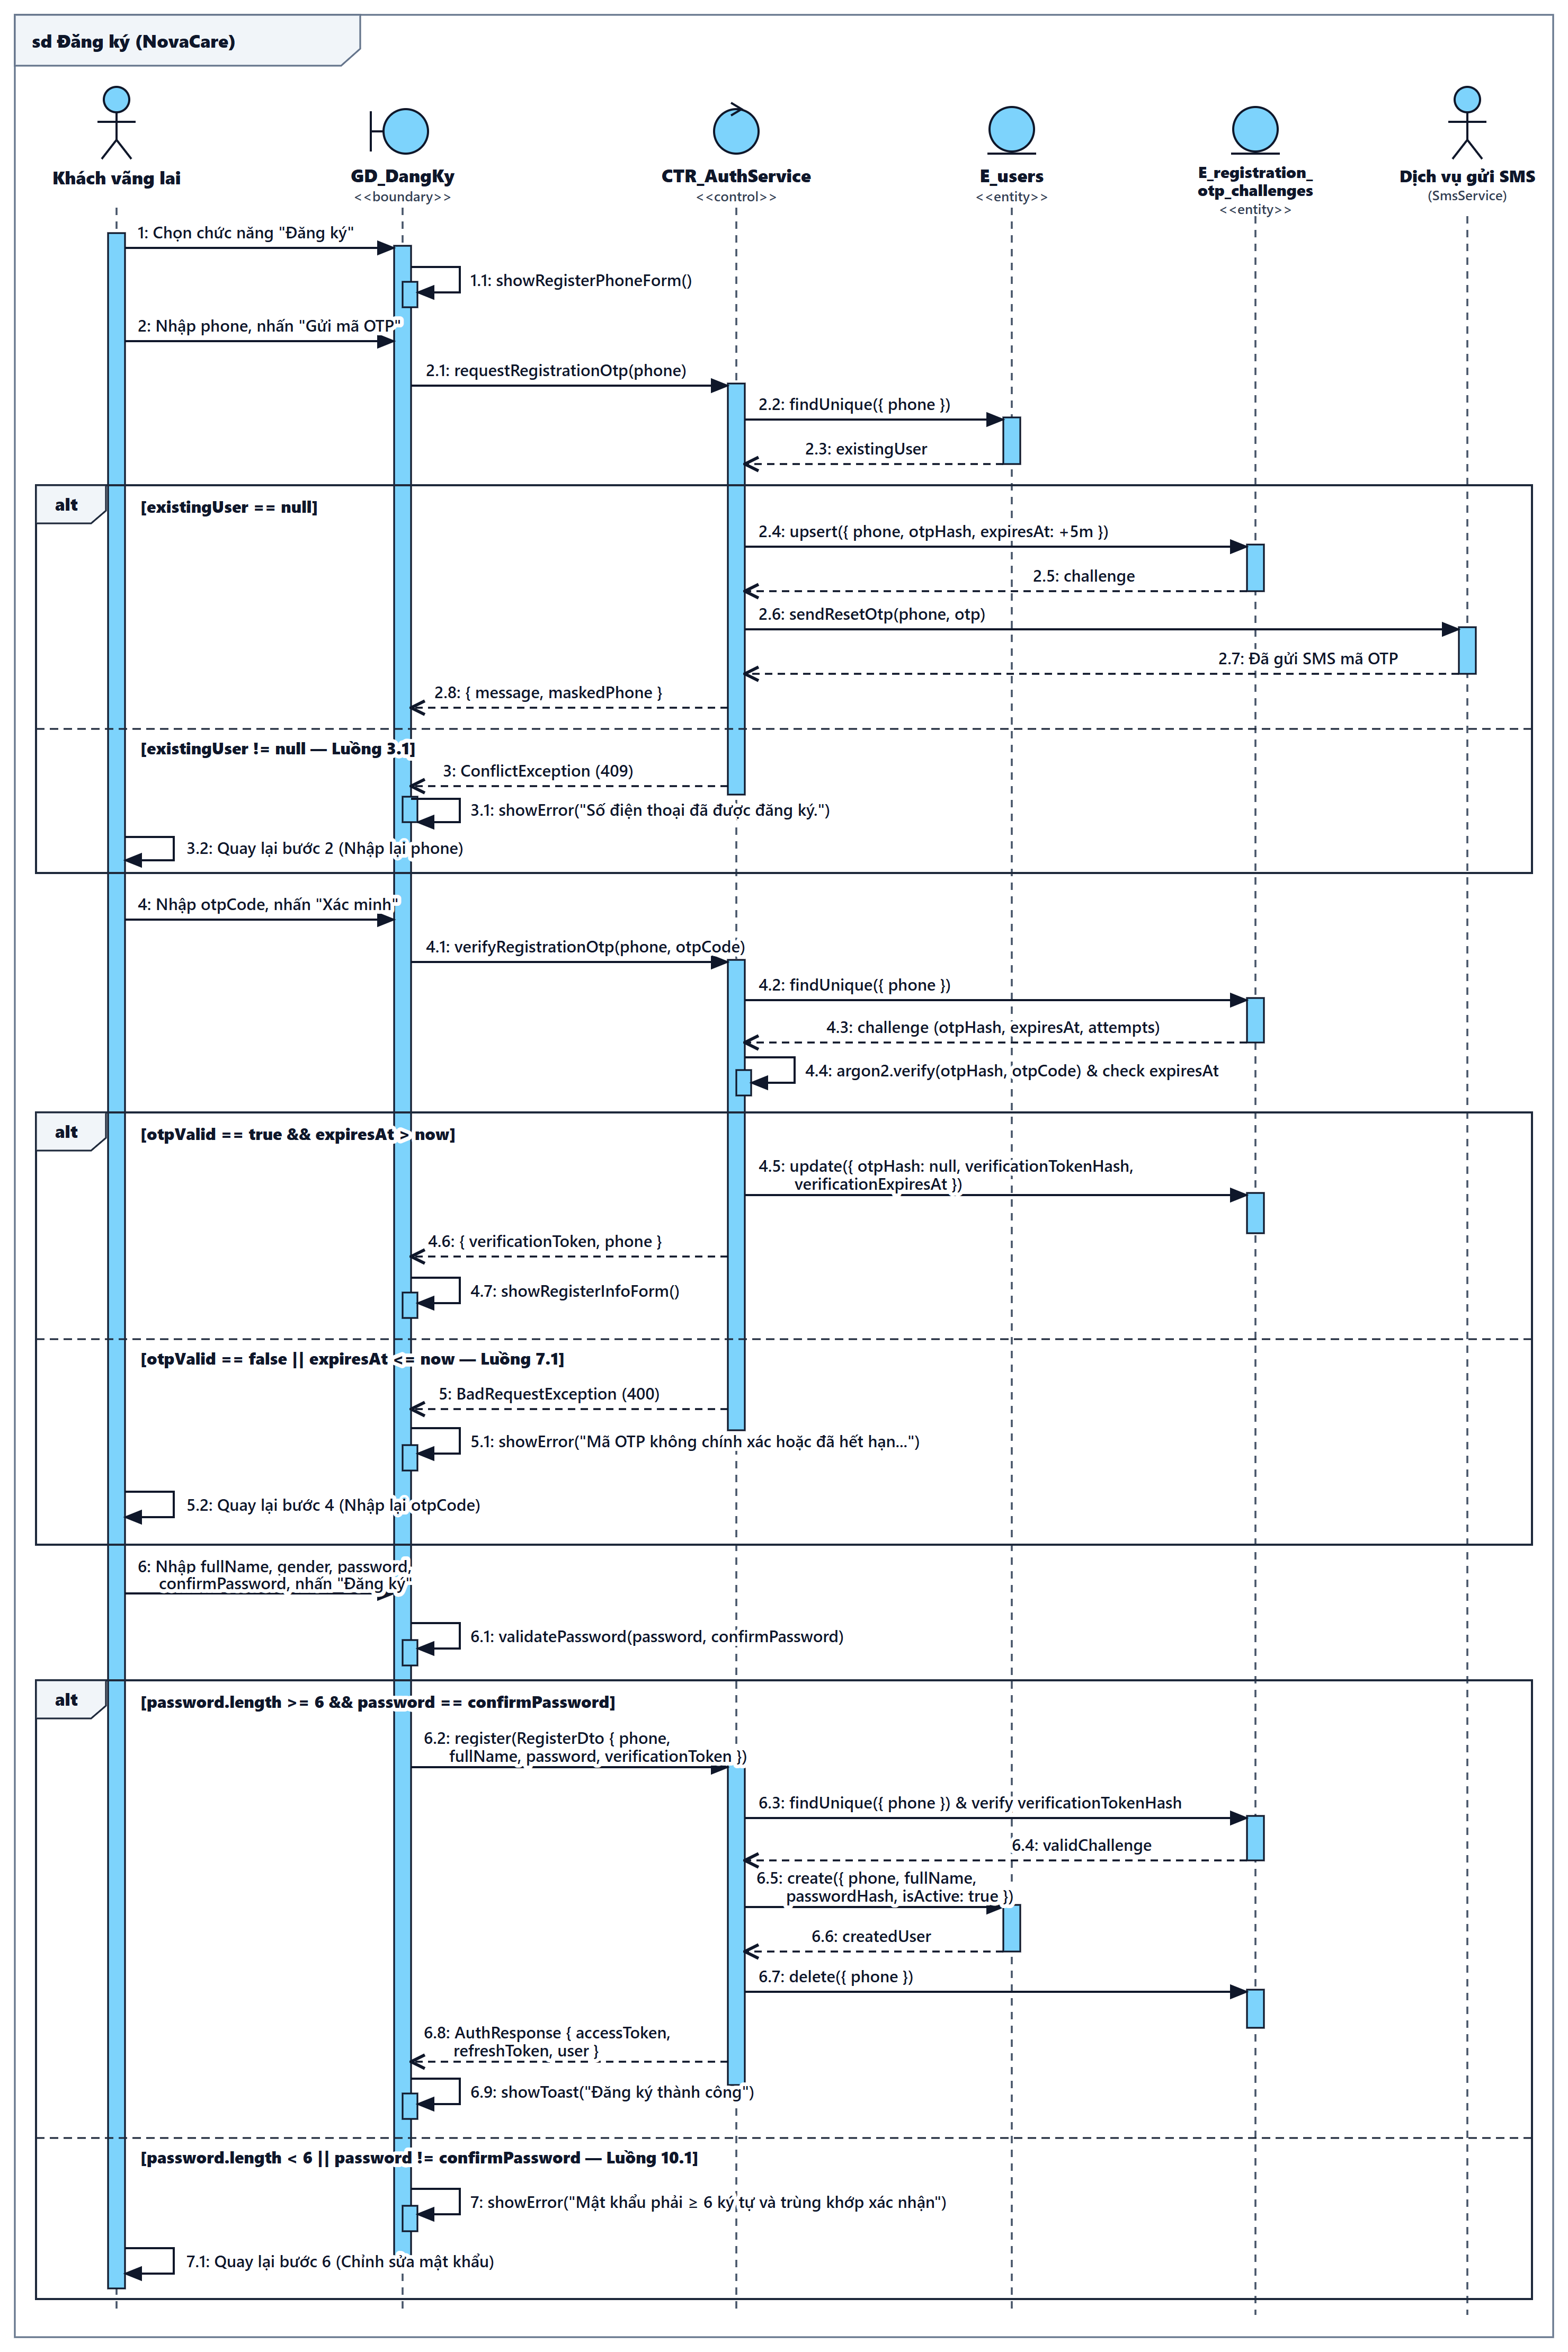 sd Đăng ký (NovaCare)
Khách vãng lai
GD_DangKy
<<boundary>>
CTR_AuthService
<<control>>
E_users
<<entity>>
E_registration_
otp_challenges
<<entity>>
Dịch vụ gửi SMS
(SmsService)
1: Chọn chức năng "Đăng ký"
1.1: showRegisterPhoneForm()
2: Nhập phone, nhấn "Gửi mã OTP"
2.1: requestRegistrationOtp(phone)
2.2: findUnique({ phone })
2.3: existingUser
alt
[existingUser == null]
2.4: upsert({ phone, otpHash, expiresAt: +5m })
2.5: challenge
2.6: sendResetOtp(phone, otp)
2.7: Đã gửi SMS mã OTP
2.8: { message, maskedPhone }
[existingUser != null — Luồng 3.1]
3: ConflictException (409)
3.1: showError("Số điện thoại đã được đăng ký.")
3.2: Quay lại bước 2 (Nhập lại phone)
4: Nhập otpCode, nhấn "Xác minh"
4.1: verifyRegistrationOtp(phone, otpCode)
4.2: findUnique({ phone })
4.3: challenge (otpHash, expiresAt, attempts)
4.4: argon2.verify(otpHash, otpCode) & check expiresAt
alt
[otpValid == true && expiresAt > now]
4.5: update({ otpHash: null, verificationTokenHash,
verificationExpiresAt })
4.6: { verificationToken, phone }
4.7: showRegisterInfoForm()
[otpValid == false || expiresAt <= now — Luồng 7.1]
5: BadRequestException (400)
5.1: showError("Mã OTP không chính xác hoặc đã hết hạn...")
5.2: Quay lại bước 4 (Nhập lại otpCode)
6: Nhập fullName, gender, password,
confirmPassword, nhấn "Đăng ký"
6.1: validatePassword(password, confirmPassword)
alt
[password.length >= 6 && password == confirmPassword]
6.2: register(RegisterDto { phone,
fullName, password, verificationToken })
6.3: findUnique({ phone }) & verify verificationTokenHash
6.4: validChallenge
6.5: create({ phone, fullName,
passwordHash, isActive: true })
6.6: createdUser
6.7: delete({ phone })
6.8: AuthResponse { accessToken,
refreshToken, user }
6.9: showToast("Đăng ký thành công")
[password.length < 6 || password != confirmPassword — Luồng 10.1]
7: showError("Mật khẩu phải ≥ 6 ký tự và trùng khớp xác nhận")
7.1: Quay lại bước 6 (Chỉnh sửa mật khẩu)